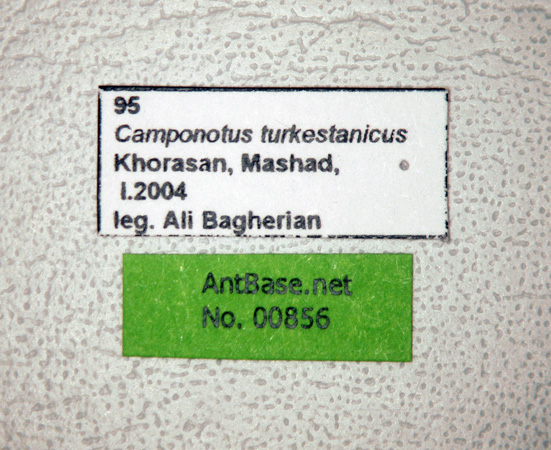 95
Camponotus turkestanicus
Khorasan, Mashad,
I.2004
leg. Ali Bagherian
AntBase.net
No. 00856